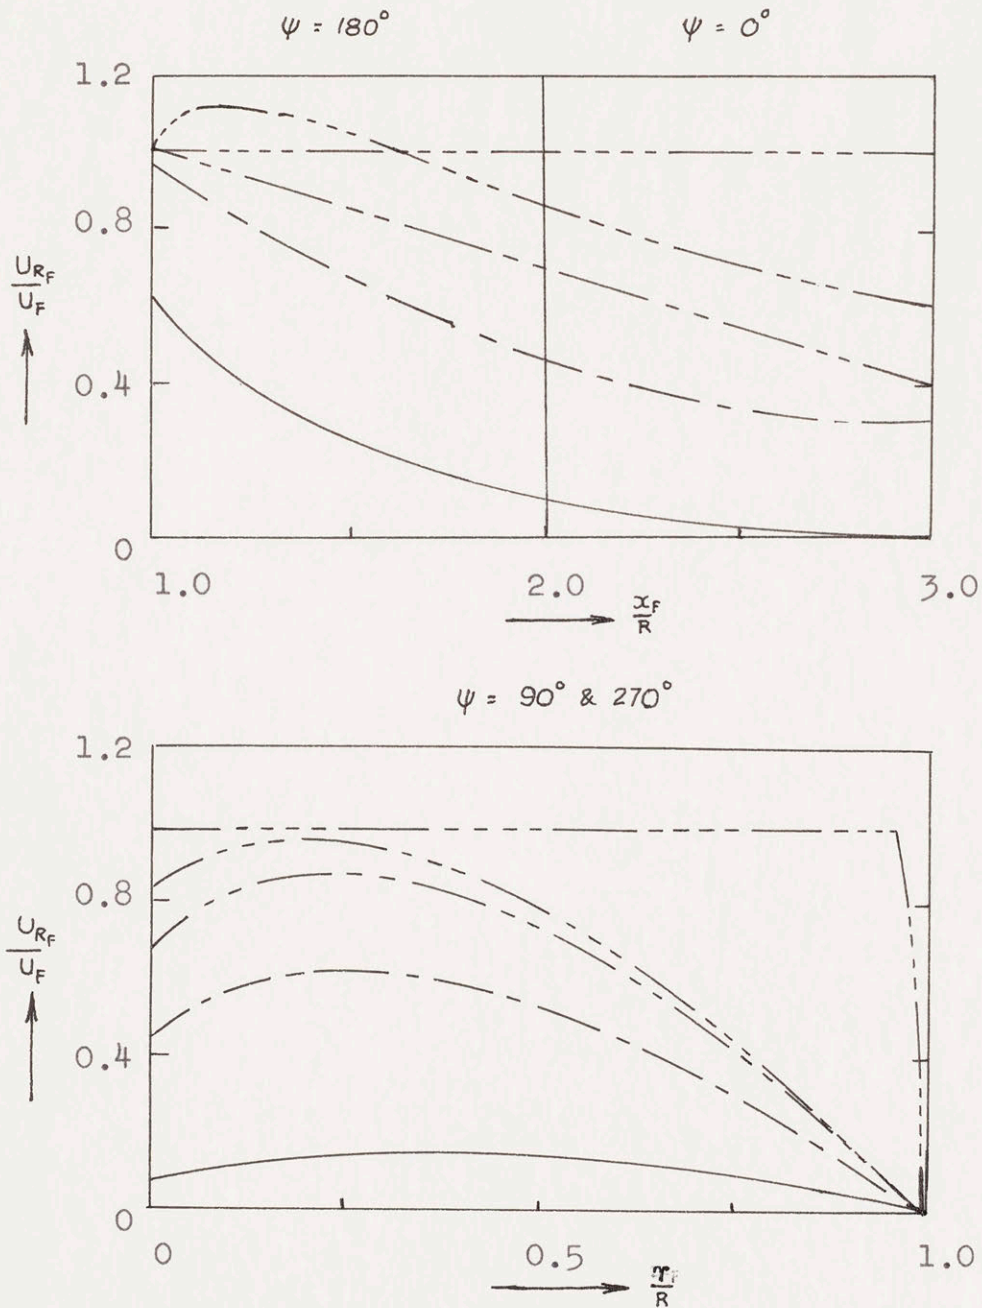 ψ = 180° ψ = 0°
1.2
0.8
U_RF
U_F
0.4
0
1.0 2.0 3.0
x_F
R
ψ = 90° & 270°
1.2
0.8
U_RF
U_F
0.4
0
0 0.5 1.0
r_F
R